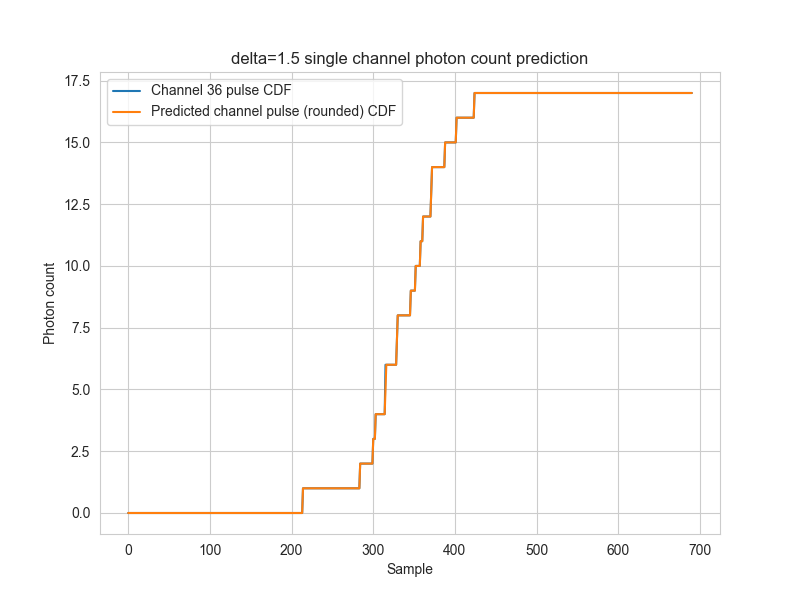 delta=1.5 single channel photon count prediction
Channel 36 pulse CDF
Predicted channel pulse (rounded) CDF
17.5
15.0
12.5
10.0
7.5
5.0
2.5
0.0
Photon count
0 100 200 300 400 500 600 700
Sample